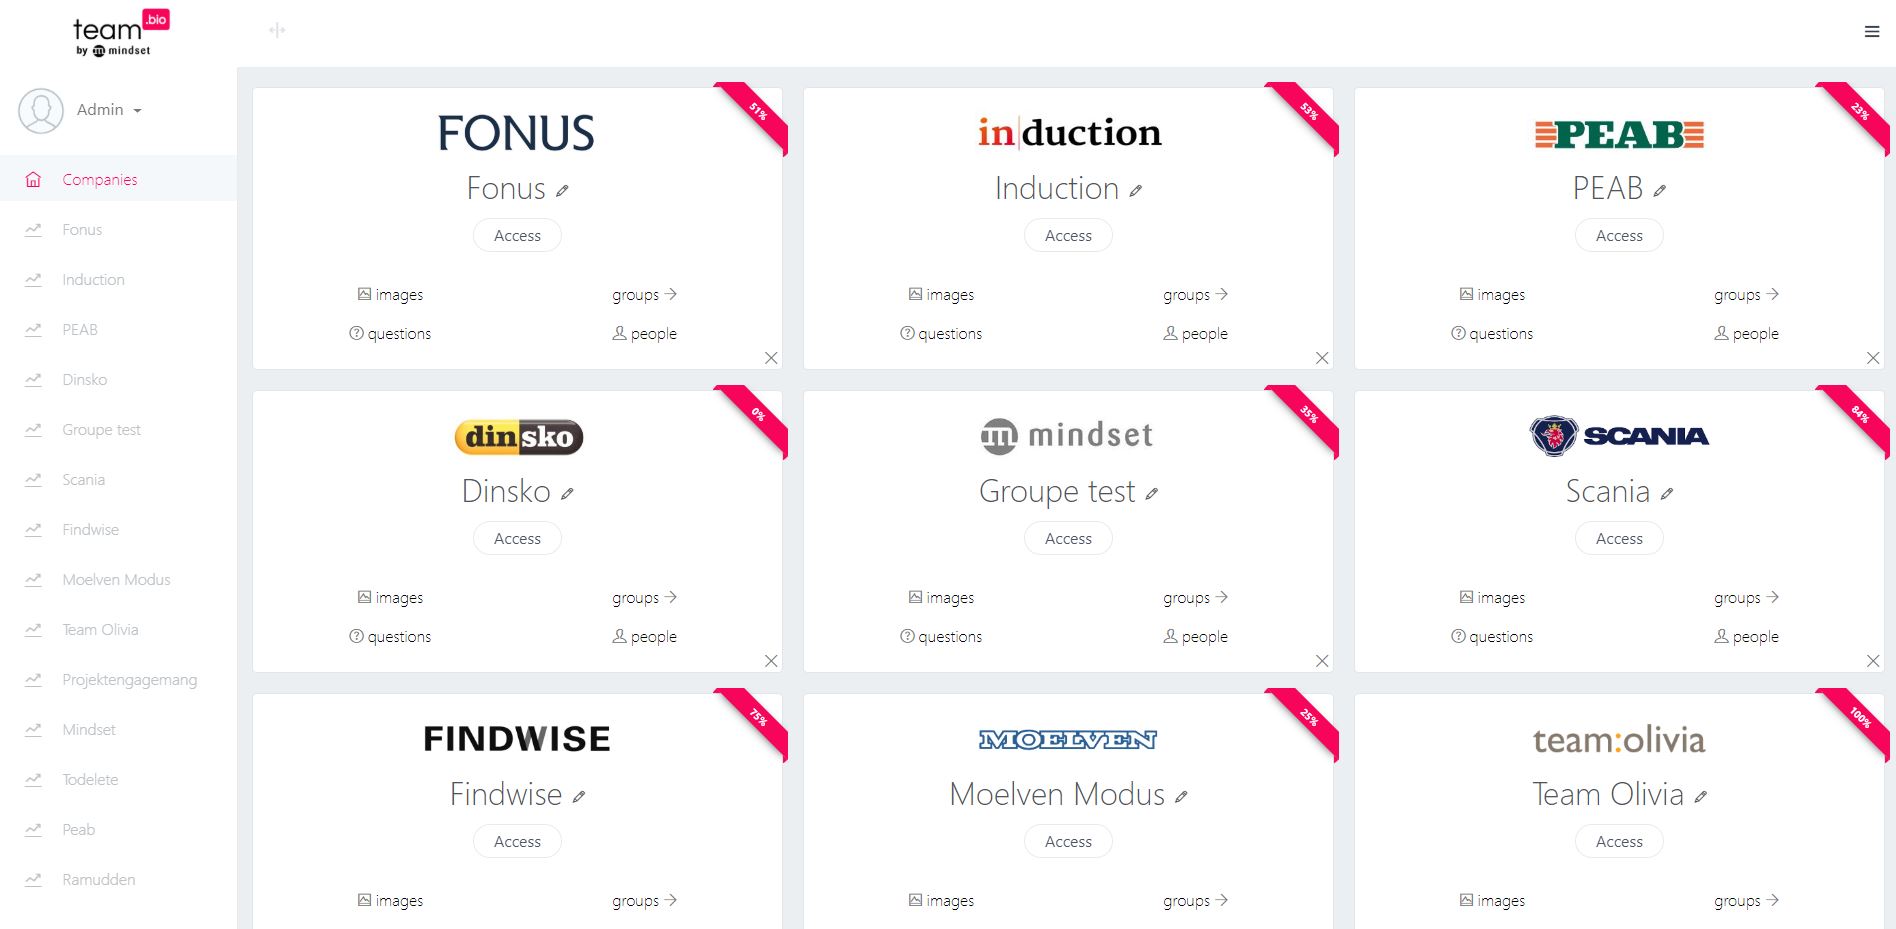 team.bio
by m mindset
Admin
Companies
Fonus
Induction
PEAB
Dinsko
Groupe test
Scania
Findwise
Moelven Modus
Team Olivia
Projektengagemang
Mindset
Todelete
Peab
Ramudden
51%
FONUS
Fonus
Access
images
groups
questions
people
53%
in|duction
Induction
Access
images
groups
questions
people
23%
PEAB
PEAB
Access
images
groups
questions
people
0%
dinsko
Dinsko
Access
images
groups
questions
people
35%
m mindset
Groupe test
Access
images
groups
questions
people
84%
SCANIA
Scania
Access
images
groups
questions
people
75%
FINDWISE
Findwise
Access
images
groups
25%
MOELVEN
Moelven Modus
Access
images
groups
100%
team:olivia
Team Olivia
Access
images
groups